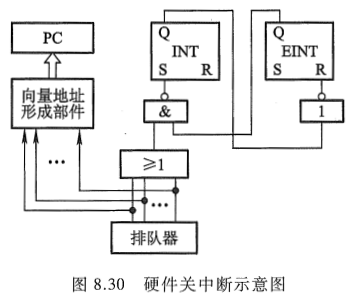 PC
向量地址
形成部件
Q
INT
S R
Q
EINT
S R
&
1
≥1
…
…
排队器
图 8.30 硬件关中断示意图